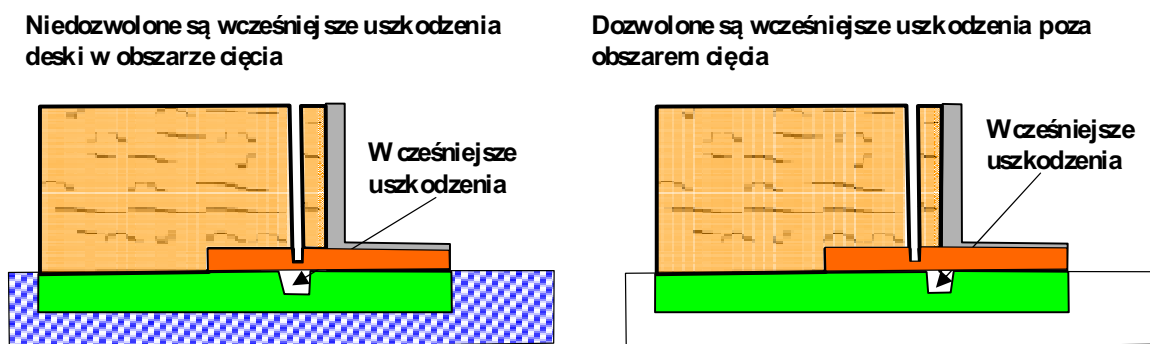 Niedozwolone są wcześniejsze uszkodzenia
deski w obszarze cięcia
Dozwolone są wcześniejsze uszkodzenia poza
obszarem cięcia
Wcześniejsze
uszkodzenia
Wcześniejsze
uszkodzenia